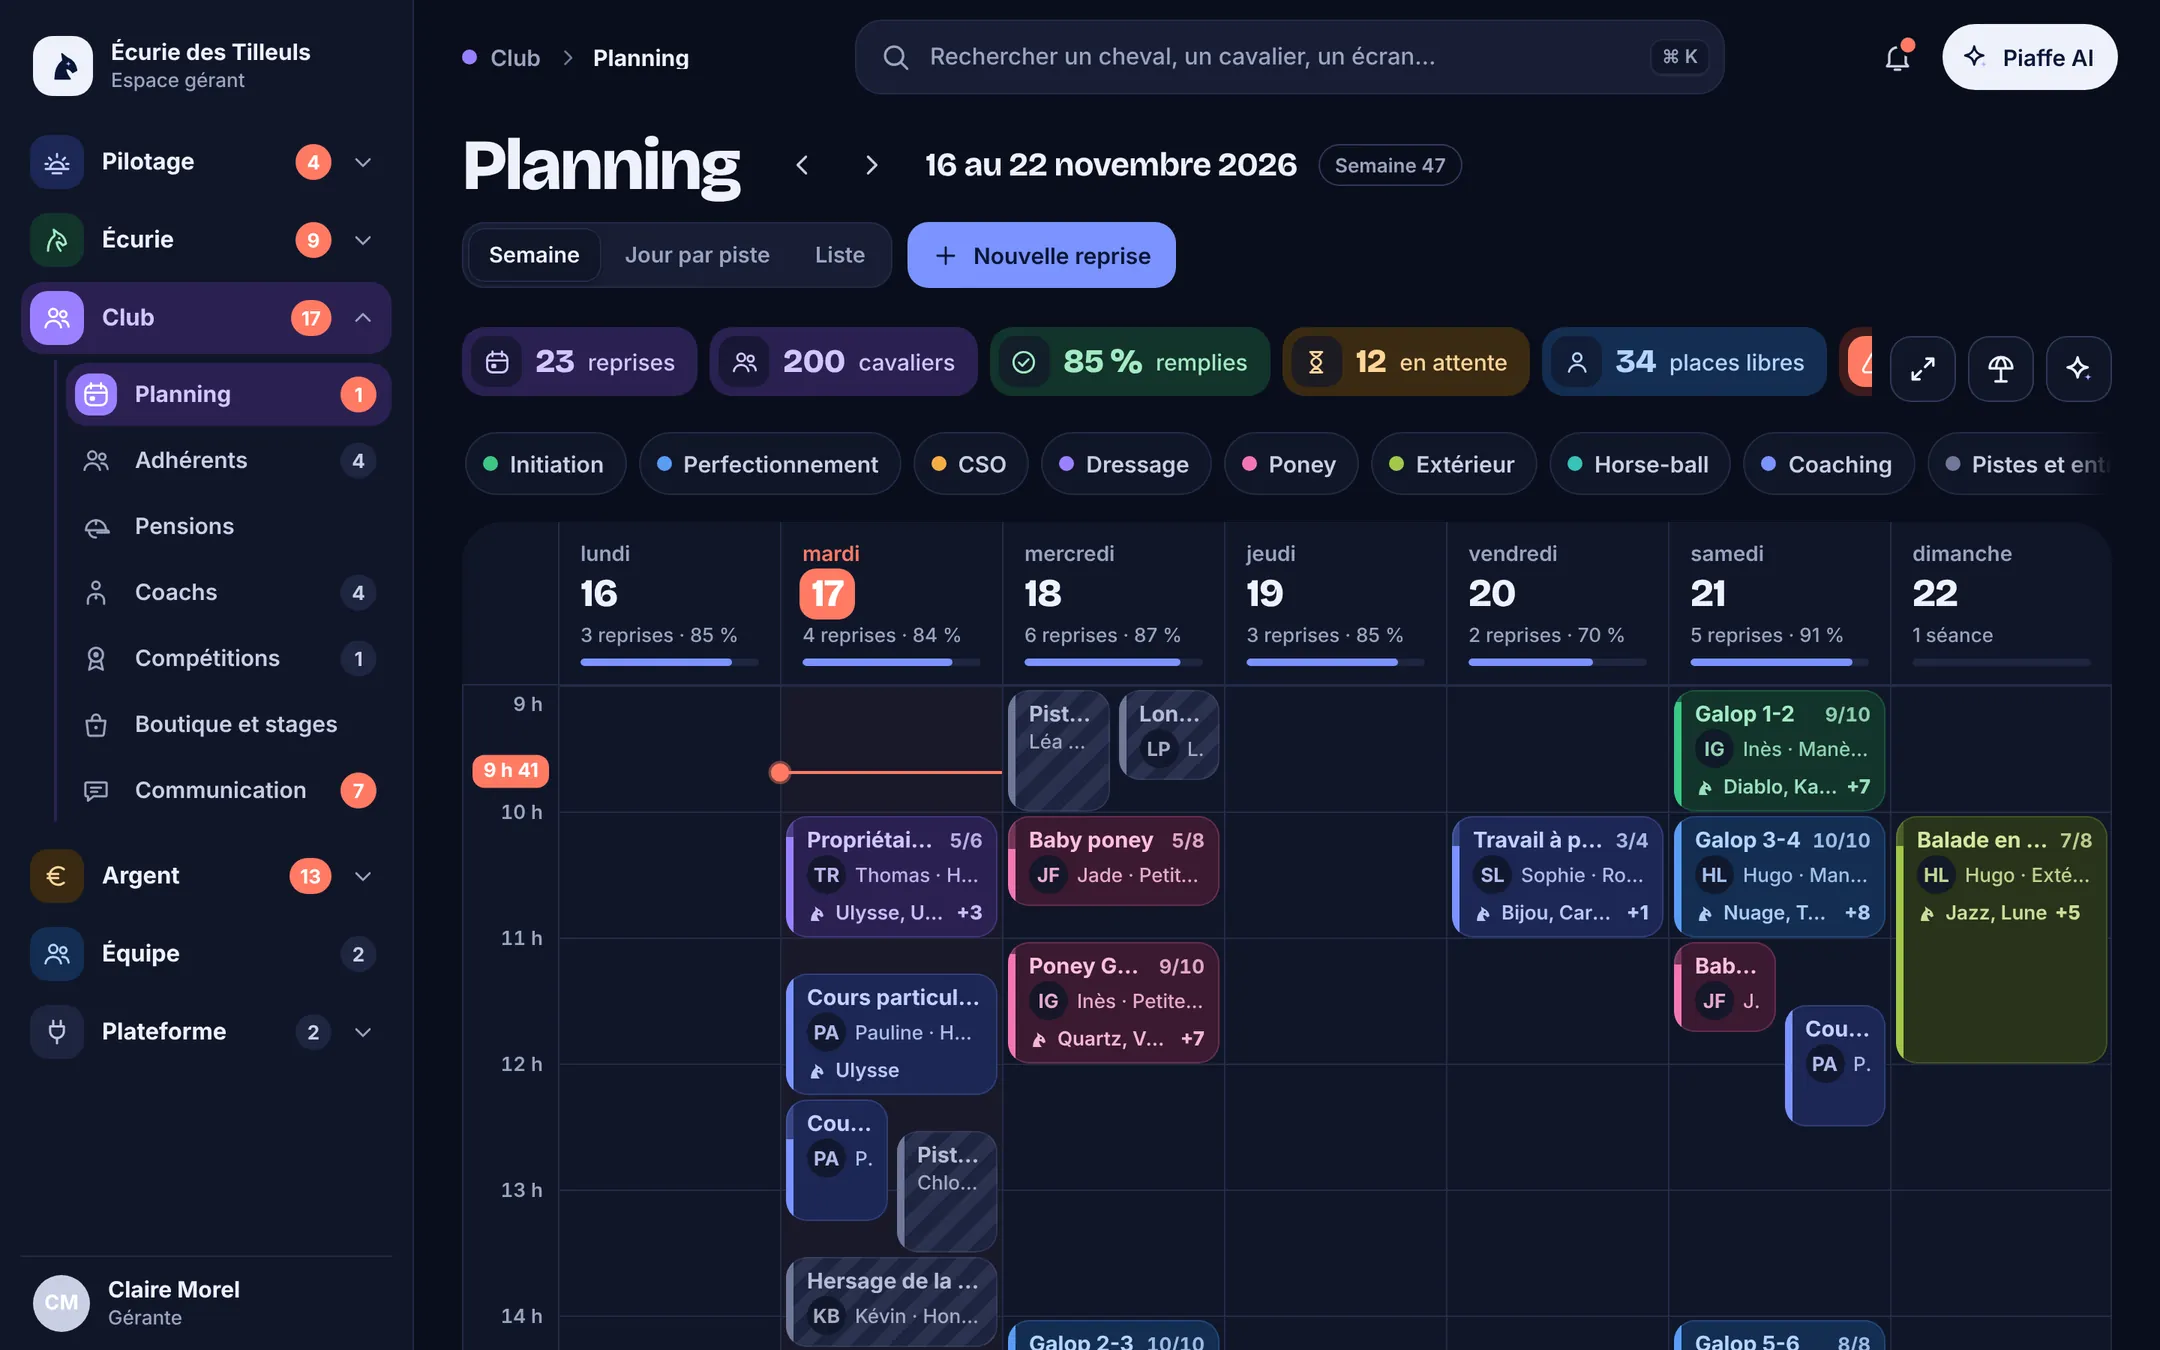 Écurie des Tilleuls
Espace gérant
Pilotage 4
Écurie 9
Club 17
Planning 1
Adhérents 4
Pensions
Coachs 4
Compétitions 1
Boutique et stages
Communication 7
Argent 13
Équipe 2
Plateforme 2
CM Claire Morel
Gérante
Club > Planning
Rechercher un cheval, un cavalier, un écran…
⌘ K
Piaffe AI
Planning
16 au 22 novembre 2026
Semaine 47
Semaine Jour par piste Liste
+ Nouvelle reprise
23 reprises
200 cavaliers
85 % remplies
12 en attente
34 places libres
Initiation
Perfectionnement
CSO
Dressage
Poney
Extérieur
Horse-ball
Coaching
Pistes et ent
lundi
16
3 reprises · 85 %
mardi
17
4 reprises · 84 %
mercredi
18
6 reprises · 87 %
jeudi
19
3 reprises · 85 %
vendredi
20
2 reprises · 70 %
samedi
21
5 reprises · 91 %
dimanche
22
1 séance
9 h
9 h 41
10 h
11 h
12 h
13 h
14 h
Propriétai… 5/6
TR Thomas · H…
Ulysse, U… +3
Cours particul…
PA Pauline · H…
Ulysse
Cou…
PA P.
Pist…
Chlo…
Hersage de la …
KB Kévin · Hon…
Pist…
Léa …
Lon…
LP L.
Baby poney 5/8
JF Jade · Petit…
Poney G… 9/10
IG Inès · Petite…
Quartz, V… +7
Galop 2-3 10/10
Travail à p… 3/4
SL Sophie · Ro…
Bijou, Car… +1
Galop 1-2 9/10
IG Inès · Manè…
Diablo, Ka… +7
Galop 3-4 10/10
HL Hugo · Man…
Nuage, T… +8
Bab…
JF J.
Cou…
PA P.
Galop 5-6 8/8
Balade en … 7/8
HL Hugo · Exté…
Jazz, Lune +5